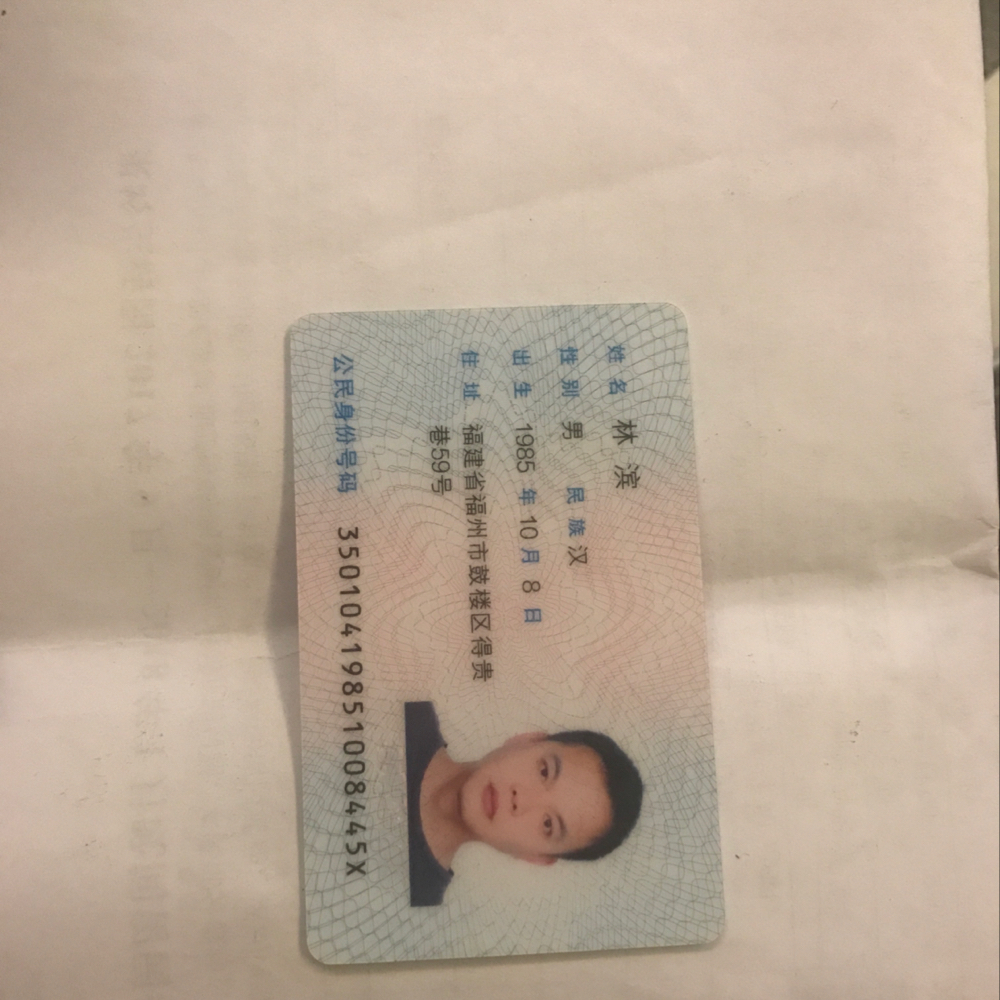 姓名 林滨
性别 男 民族 汉
出生 1985 年 10 月 8 日
住址 福建省福州市鼓楼区得贵
巷59号
公民身份号码 35010419851008445X